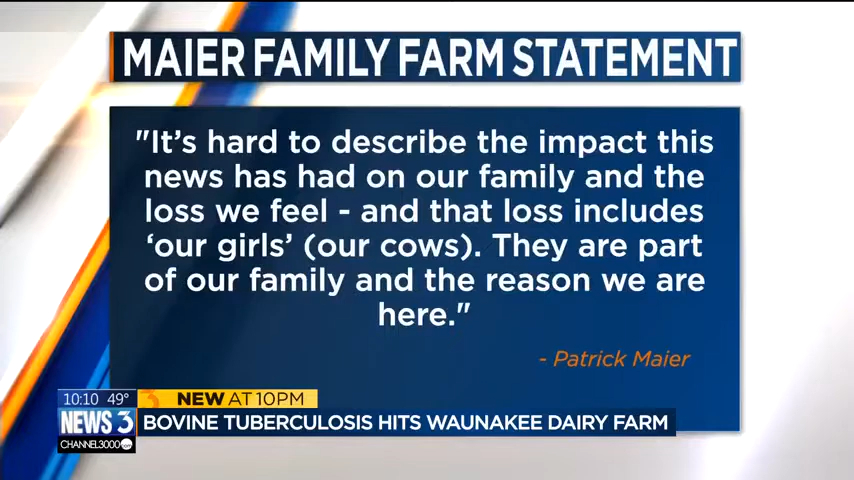 MAIER FAMILY FARM STATEMENT
"It's hard to describe the impact this
news has had on our family and the
loss we feel - and that loss includes
‘our girls’ (our cows). They are part
of our family and the reason we are
here."
- Patrick Maier
10:10 49°
3 NEW AT 10PM
NEWS 3
BOVINE TUBERCULOSIS HITS WAUNAKEE DAIRY FARM
CHANNEL3000.com